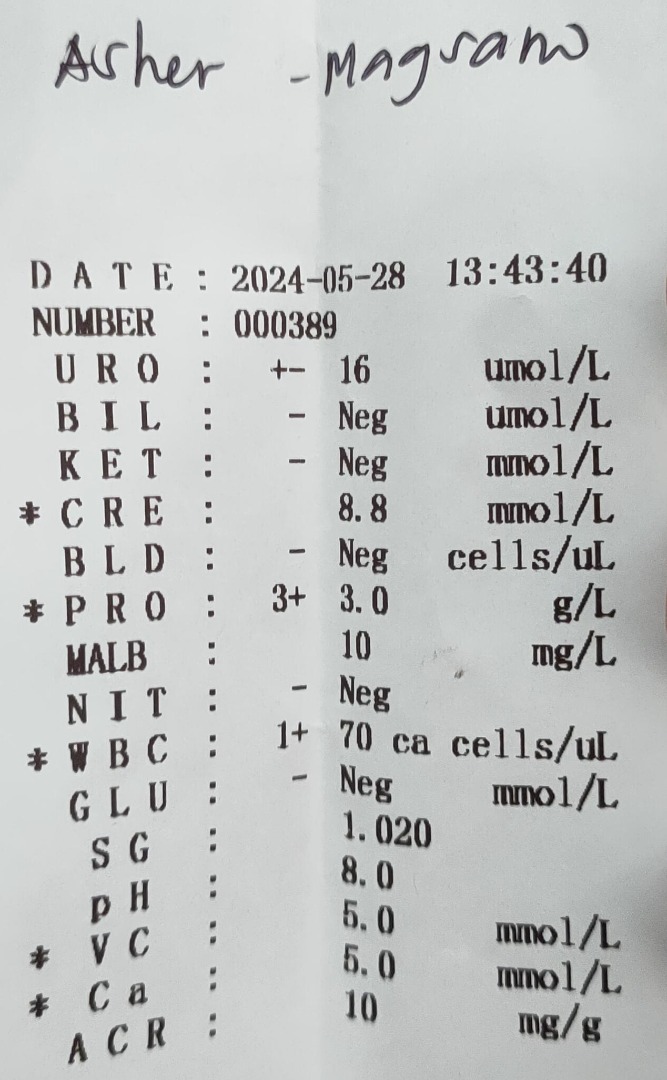 Asher - Magsano
DATE : 2024-05-28 13:43:40
NUMBER : 000389
URO : +- 16 umol/L
BIL : - Neg umol/L
KET : - Neg mmol/L
* CRE : 8.8 mmol/L
BLD : - Neg cells/uL
* PRO : 3+ 3.0 g/L
MALB : 10 mg/L
NIT : - Neg
* WBC : 1+ 70 ca cells/uL
GLU : - Neg mmol/L
SG : 1.020
pH : 8.0
* VC : 5.0 mmol/L
* Ca : 5.0 mmol/L
ACR : 10 mg/g